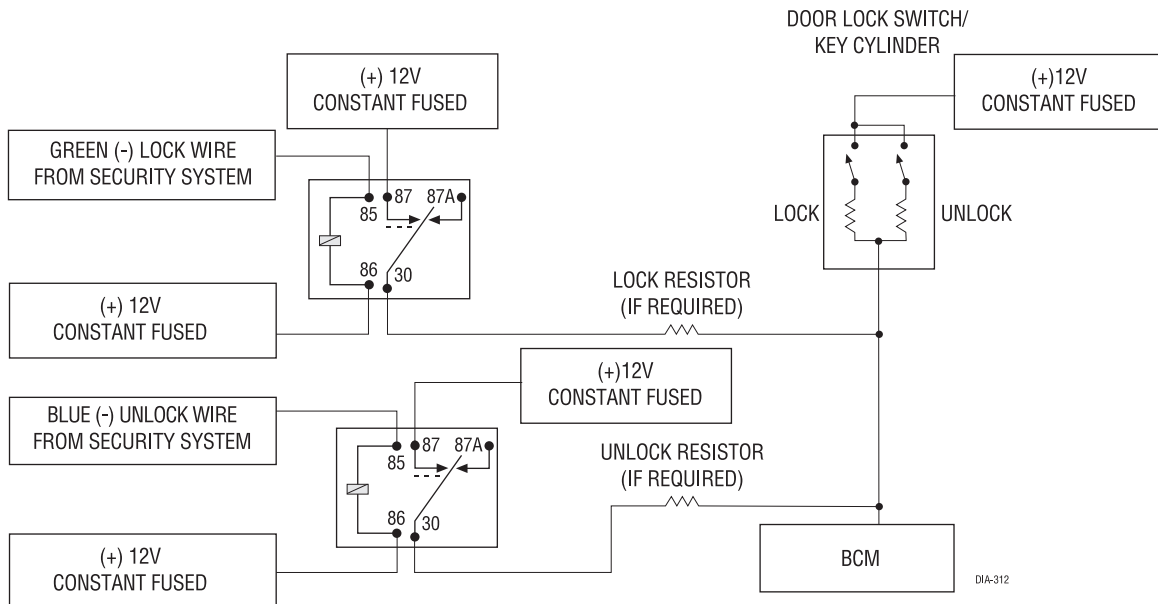 DOOR LOCK SWITCH/
KEY CYLINDER
(+) 12V
CONSTANT FUSED
(+)12V
CONSTANT FUSED
GREEN (-) LOCK WIRE
FROM SECURITY SYSTEM
85
87
87A
86
30
LOCK
UNLOCK
(+) 12V
CONSTANT FUSED
LOCK RESISTOR
(IF REQUIRED)
(+)12V
CONSTANT FUSED
BLUE (-) UNLOCK WIRE
FROM SECURITY SYSTEM
85
87
87A
86
30
UNLOCK RESISTOR
(IF REQUIRED)
(+) 12V
CONSTANT FUSED
BCM
DIA-312